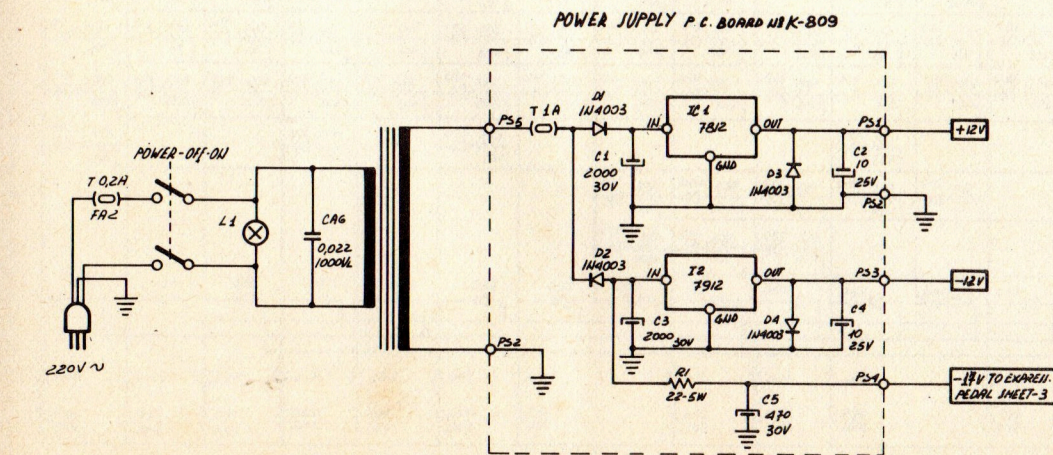 POWER SUPPLY P.C. BOARD Nº K-809
POWER-OFF-ON
T 0,2A
FA2
L1
CA6
0,022
1000V~
220V ~
PS5
T 1A
D1
1N4003
IN
IC1
7812
OUT
GND
C1
2000
30V
D3
1N4003
C2
10
25V
PS1
+12V
PS2
D2
1N4003
IN
I2
7912
OUT
GND
C3
2000
30V
D4
1N4003
C4
10
25V
PS3
-12V
PS2
R1
22-5W
C5
470
30V
PS4
V TO EXPRESS.
PEDAL SHEET-3